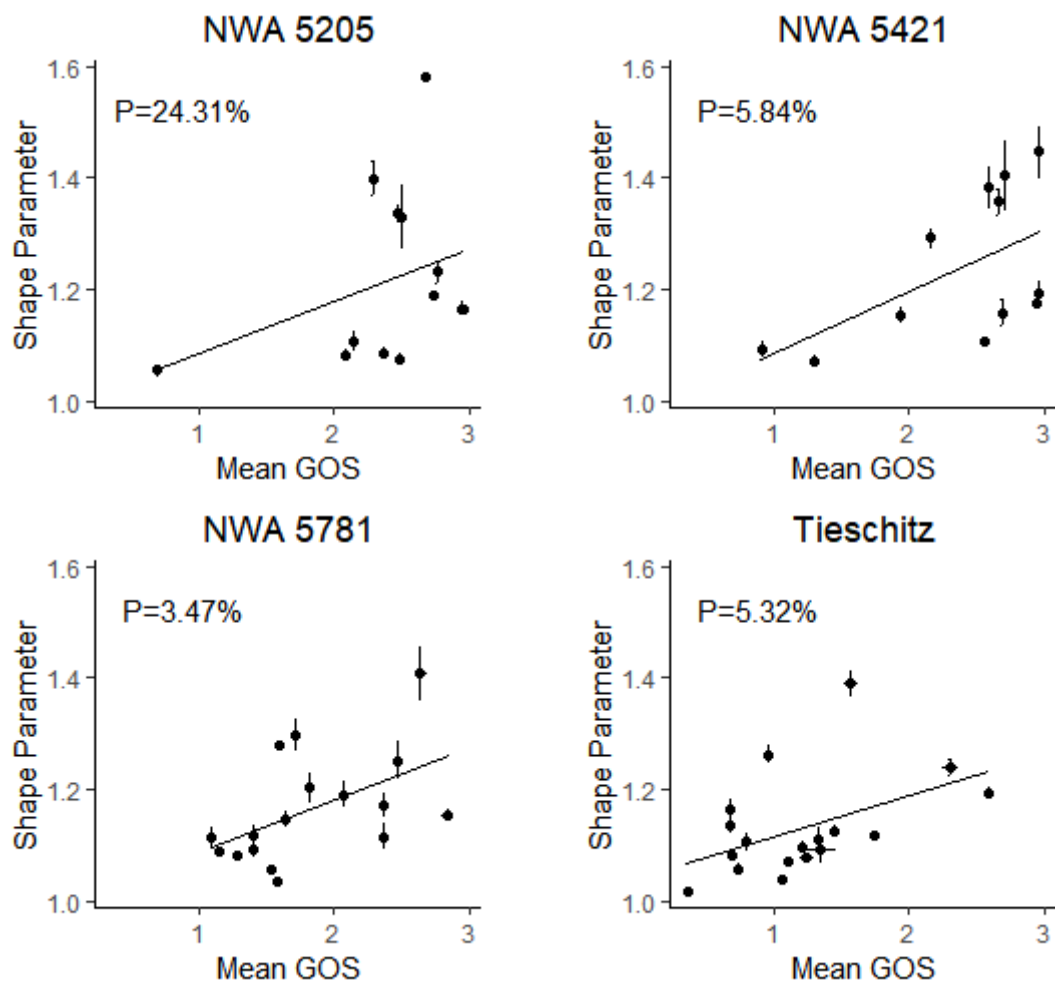 NWA 5205
P=24.31%
Shape Parameter
1.6
1.4
1.2
1.0
1
2
3
Mean GOS
NWA 5421
P=5.84%
Shape Parameter
1.6
1.4
1.2
1.0
1
2
3
Mean GOS
NWA 5781
P=3.47%
Shape Parameter
1.6
1.4
1.2
1.0
1
2
3
Mean GOS
Tieschitz
P=5.32%
Shape Parameter
1.6
1.4
1.2
1.0
1
2
3
Mean GOS